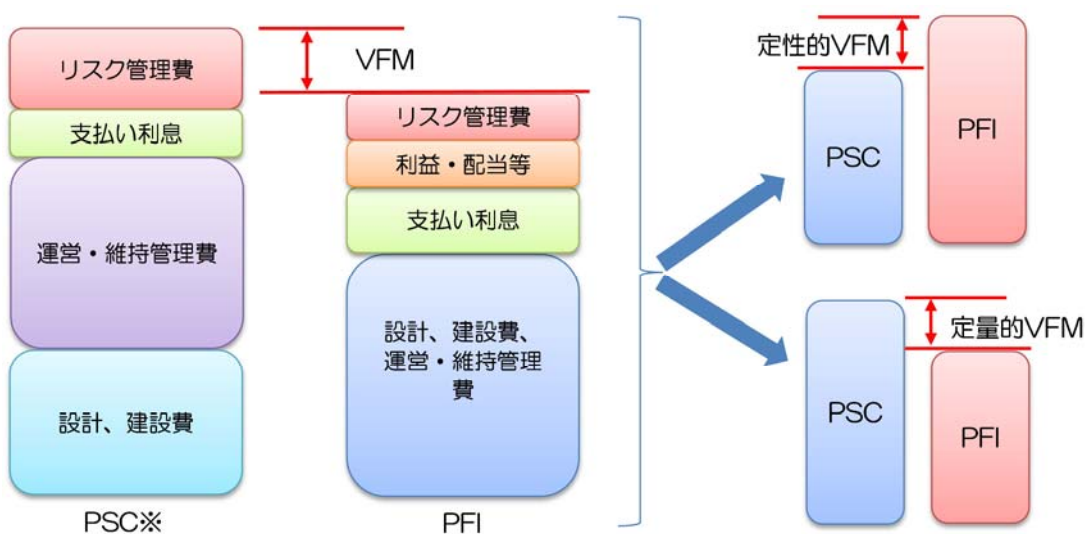 リスク管理費
支払い利息
運営・維持管理費
設計、建設費
PSC※
VFM
リスク管理費
利益・配当等
支払い利息
設計、建設費、
運営・維持管理
費
PFI
定性的VFM
PSC
PFI
定量的VFM
PSC
PFI